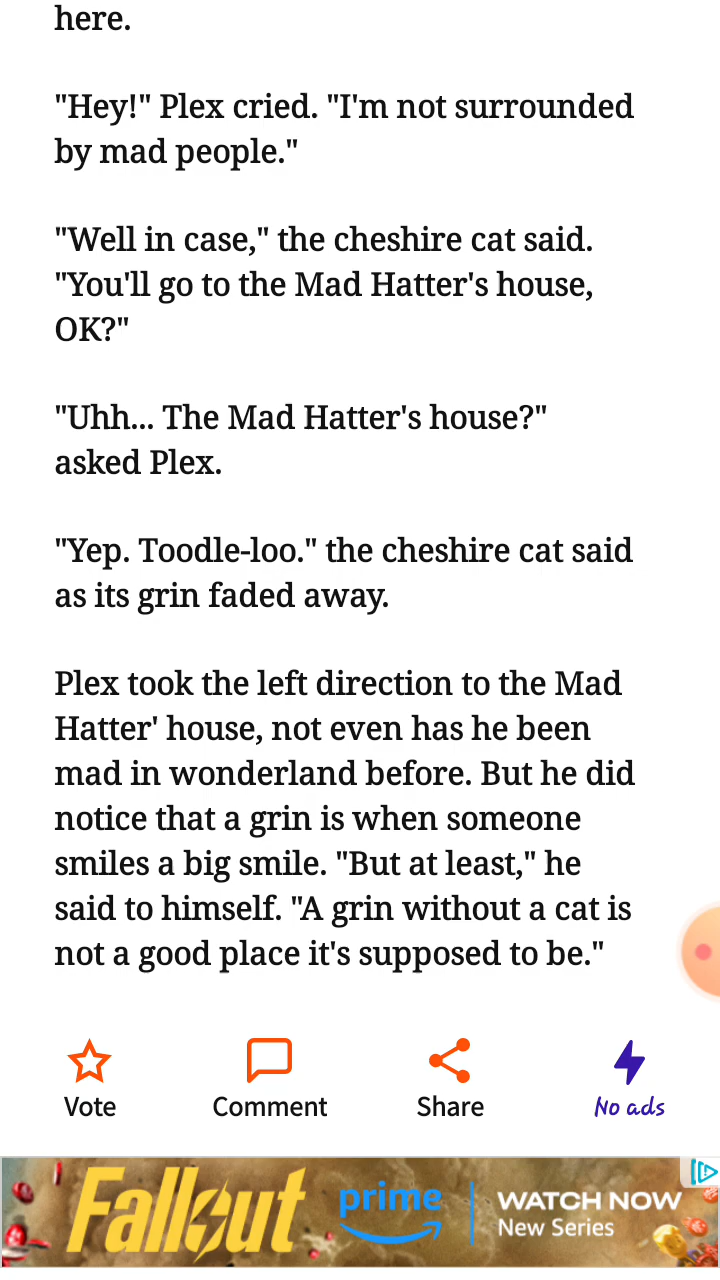 here.
"Hey!" Plex cried. "I'm not surrounded
by mad people."
"Well in case," the cheshire cat said.
"You'll go to the Mad Hatter's house,
OK?"
"Uhh... The Mad Hatter's house?"
asked Plex.
"Yep. Toodle-loo." the cheshire cat said
as its grin faded away.
Plex took the left direction to the Mad
Hatter' house, not even has he been
mad in wonderland before. But he did
notice that a grin is when someone
smiles a big smile. "But at least," he
said to himself. "A grin without a cat is
not a good place it's supposed to be."
Vote Comment Share No ads
Fallout prime WATCH NOW
New Series